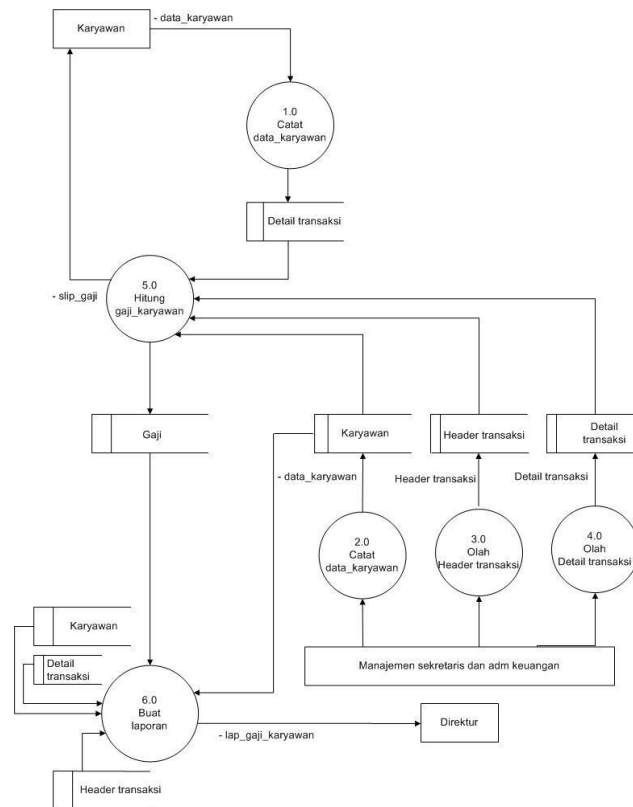 Karyawan
- data_karyawan
1.0
Catat
data_karyawan
Detail transaksi
5.0
Hitung
gaji_karyawan
- slip_gaji
Gaji
Karyawan
Header transaksi
Detail
transaksi
- data_karyawan
Header transaksi
Detail transaksi
2.0
Catat
data_karyawan
3.0
Olah
Header transaksi
4.0
Olah
Detail transaksi
Karyawan
Detail
transaksi
Manajemen sekretaris dan adm keuangan
6.0
Buat
laporan
- lap_gaji_karyawan
Direktur
Header transaksi